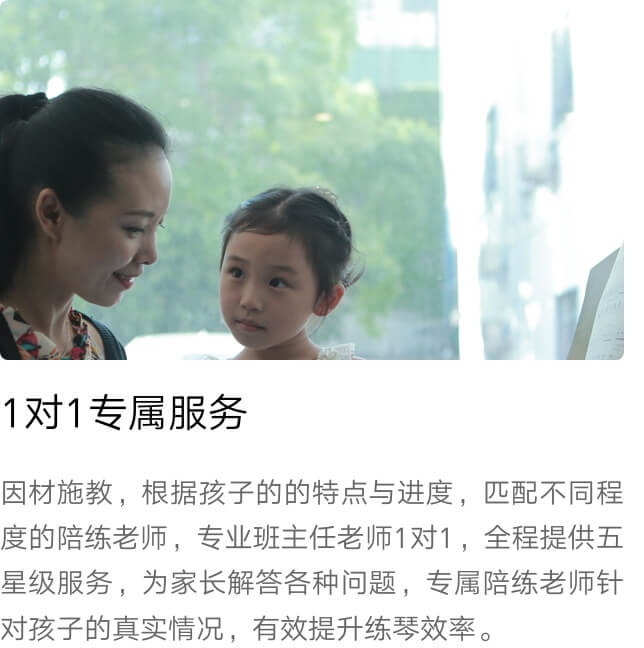 1对1专属服务
因材施教，根据孩子的的特点与进度，匹配不同程
度的陪练老师，专业班主任老师1对1，全程提供五
星级服务，为家长解答各种问题，专属陪练老师针
对孩子的真实情况，有效提升练琴效率。